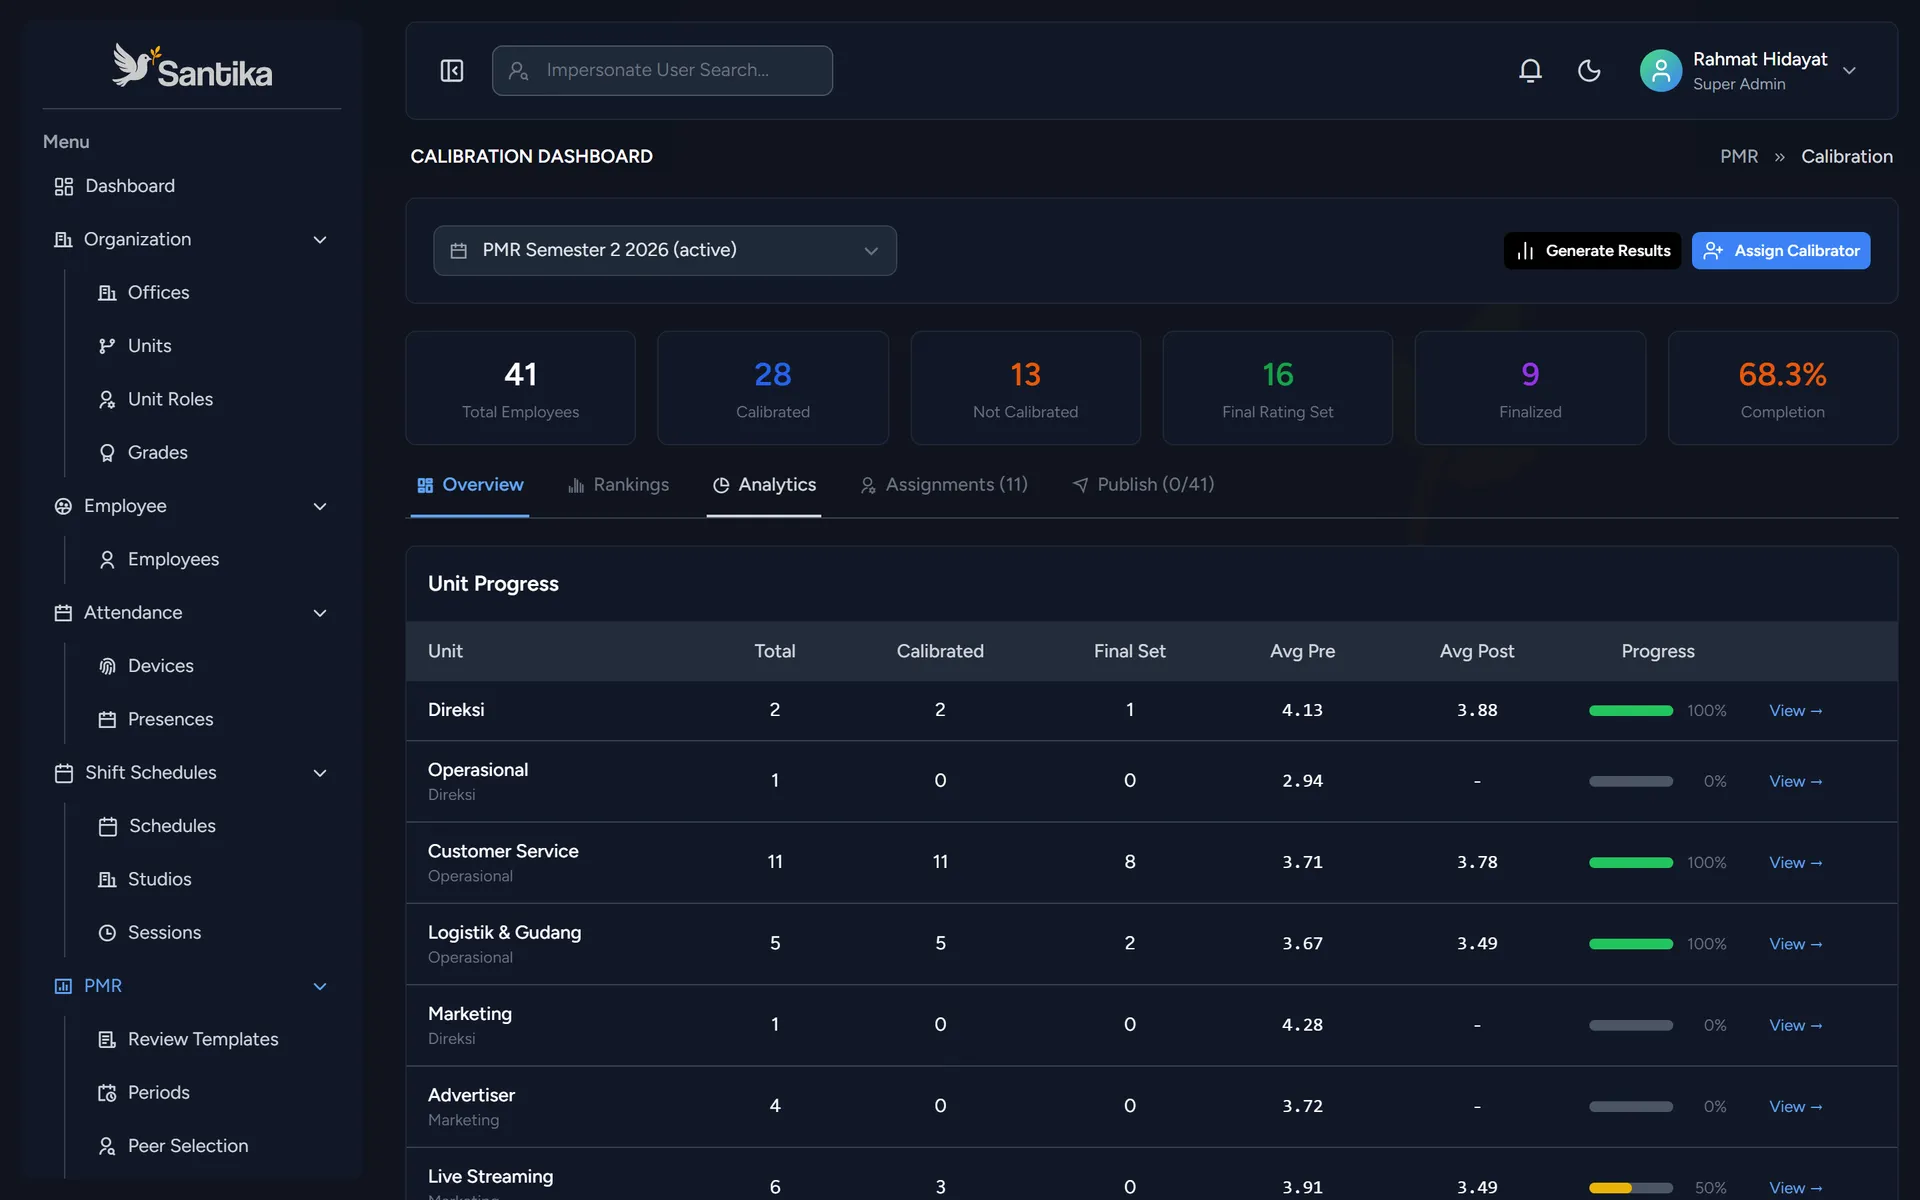 Santika
Menu
Dashboard
Organization
Offices
Units
Unit Roles
Grades
Employee
Employees
Attendance
Devices
Presences
Shift Schedules
Schedules
Studios
Sessions
PMR
Review Templates
Periods
Peer Selection
Impersonate User Search...
Rahmat Hidayat
Super Admin
CALIBRATION DASHBOARD
PMR » Calibration
PMR Semester 2 2026 (active)
Generate Results
Assign Calibrator
41
Total Employees
28
Calibrated
13
Not Calibrated
16
Final Rating Set
9
Finalized
68.3%
Completion
Overview
Rankings
Analytics
Assignments (11)
Publish (0/41)
Unit Progress
Unit Total Calibrated Final Set Avg Pre Avg Post Progress
Direksi 2 2 1 4.13 3.88 100% View →
Operasional 1 0 0 2.94 - 0% View →
Direksi
Customer Service 11 11 8 3.71 3.78 100% View →
Operasional
Logistik & Gudang 5 5 2 3.67 3.49 100% View →
Operasional
Marketing 1 0 0 4.28 - 0% View →
Direksi
Advertiser 4 0 0 3.72 - 0% View →
Marketing
Live Streaming 6 3 0 3.91 3.49 50% View →